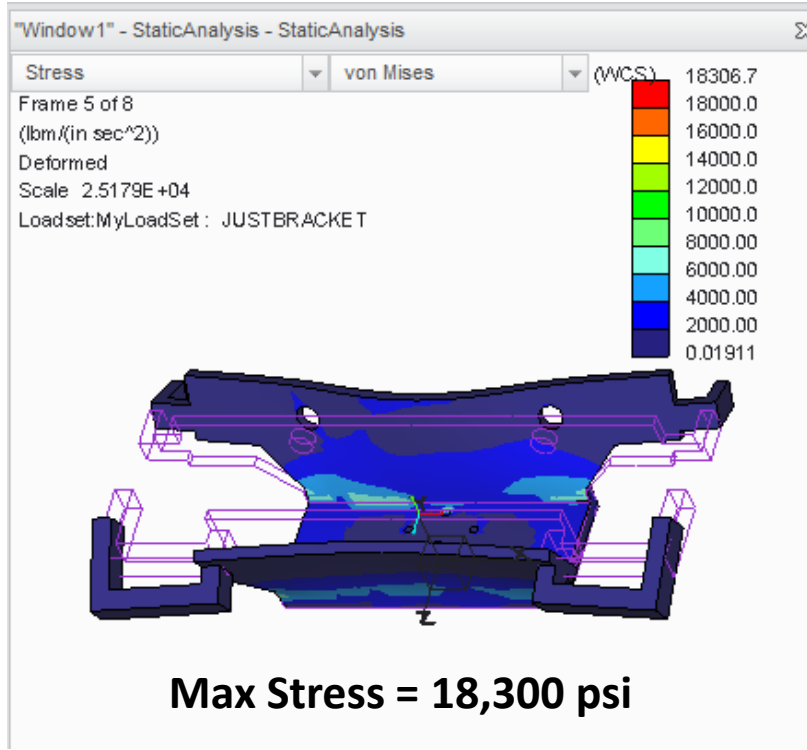 "Window1" - StaticAnalysis - StaticAnalysis
Stress von Mises (WCS) 18306.7
Frame 5 of 8 18000.0
(lbm/(in sec^2)) 16000.0
Deformed 14000.0
Scale 2.5179E+04 12000.0
Loadset:MyLoadSet : JUSTBRACKET 10000.0
8000.00
6000.00
4000.00
2000.00
0.01911
Z
Max Stress = 18,300 psi